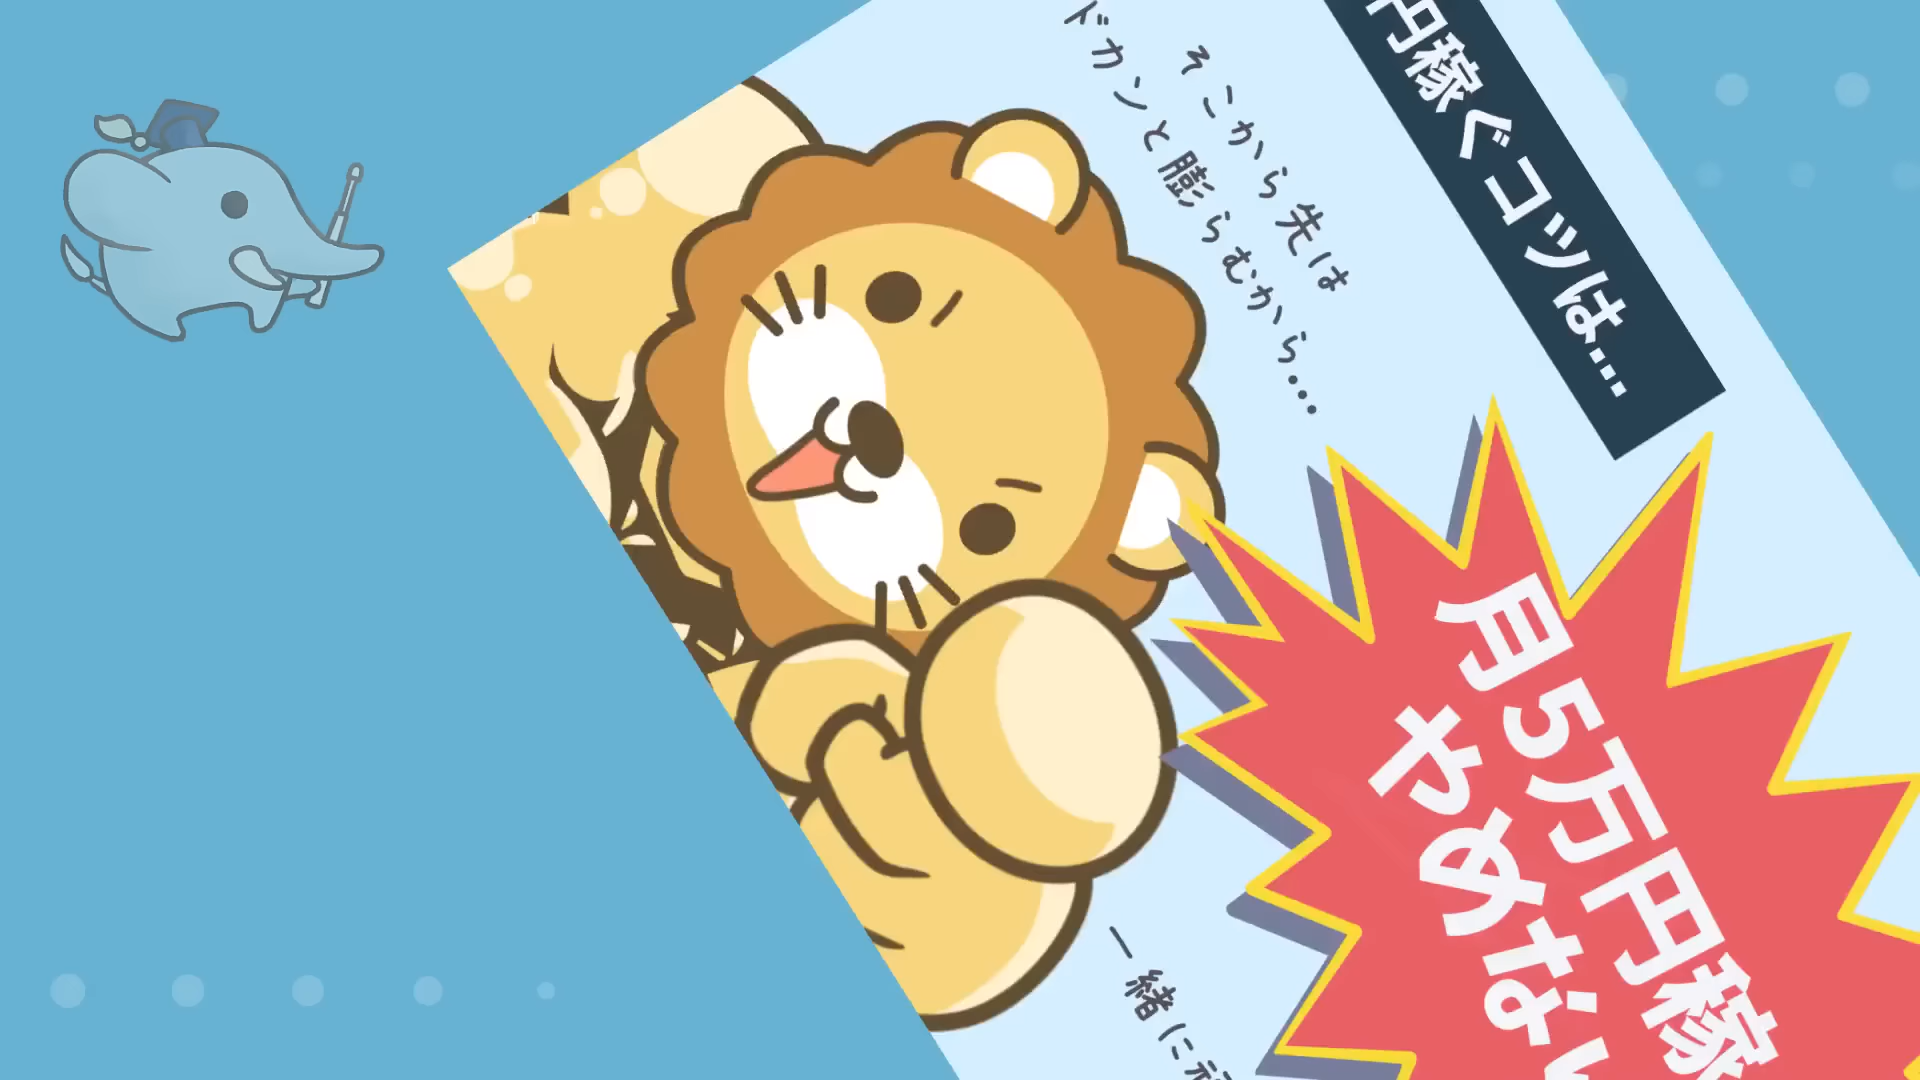 円稼ぐコツは...
そこから先は
ドカンと膨らむから...
月5万円稼
やめない
一緒に